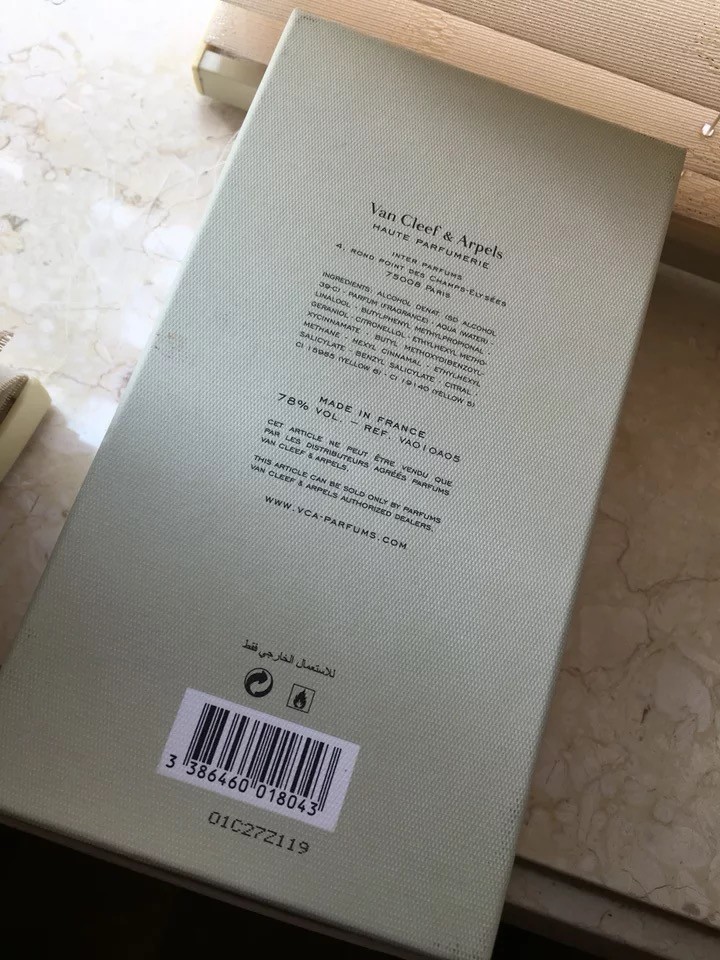 Van Cleef & Arpels
HAUTE PARFUMERIE
INTER PARFUMS
4, ROND POINT DES CHAMPS-ÉLYSÉES
75008 PARIS
INGREDIENTS: ALCOHOL DENAT. (SD ALCOHOL
39-C) - PARFUM (FRAGRANCE) - AQUA (WATER) -
LINALOOL - BUTYLPHENYL METHYLPROPIONAL -
GERANIOL - CITRONELLOL - ETHYLHEXYL METHO-
XYCINNAMATE - BUTYL METHOXYDIBENZOYL-
METHANE - HEXYL CINNAMAL - ETHYLHEXYL
SALICYLATE - BENZYL SALICYLATE - CITRAL -
CI 15985 (YELLOW 6) - CI 19140 (YELLOW 5)
MADE IN FRANCE
78% VOL. — REF. VA010A05
CET ARTICLE NE PEUT ÊTRE VENDU QUE
PAR LES DISTRIBUTEURS AGRÉÉS PARFUMS
VAN CLEEF & ARPELS.
THIS ARTICLE CAN BE SOLD ONLY BY PARFUMS
VAN CLEEF & ARPELS AUTHORIZED DEALERS.
WWW.VCA-PARFUMS.COM
للاستعمال الخارجي فقط
3 386460 018043
01C27Z119